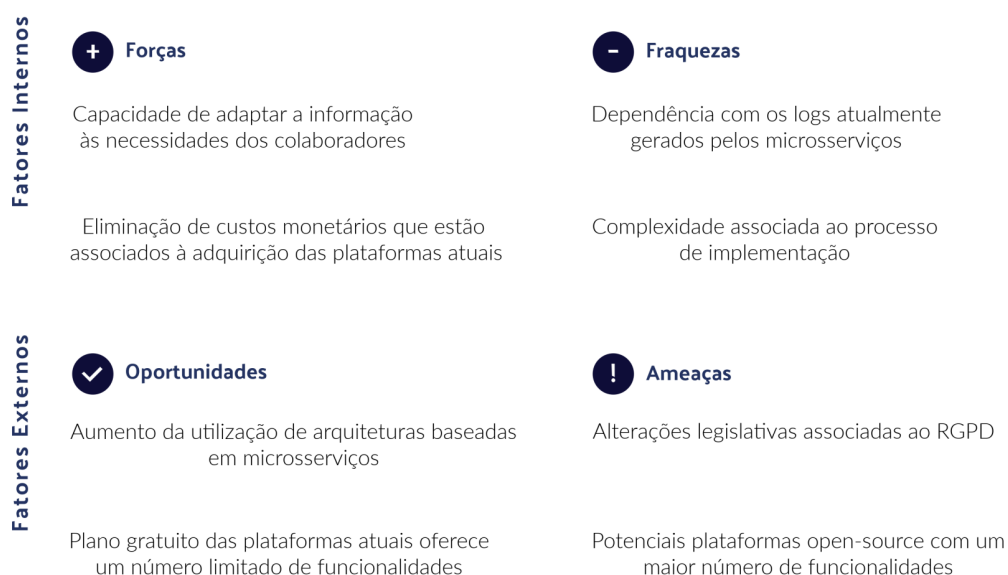 Fatores Internos
+ Forças
Capacidade de adaptar a informação
às necessidades dos colaboradores
Eliminação de custos monetários que estão
associados à adquirição das plataformas atuais
- Fraquezas
Dependência com os logs atualmente
gerados pelos microsserviços
Complexidade associada ao processo
de implementação
Fatores Externos
Oportunidades
Aumento da utilização de arquiteturas baseadas
em microsserviços
Plano gratuito das plataformas atuais oferece
um número limitado de funcionalidades
! Ameaças
Alterações legislativas associadas ao RGPD
Potenciais plataformas open-source com um
maior número de funcionalidades